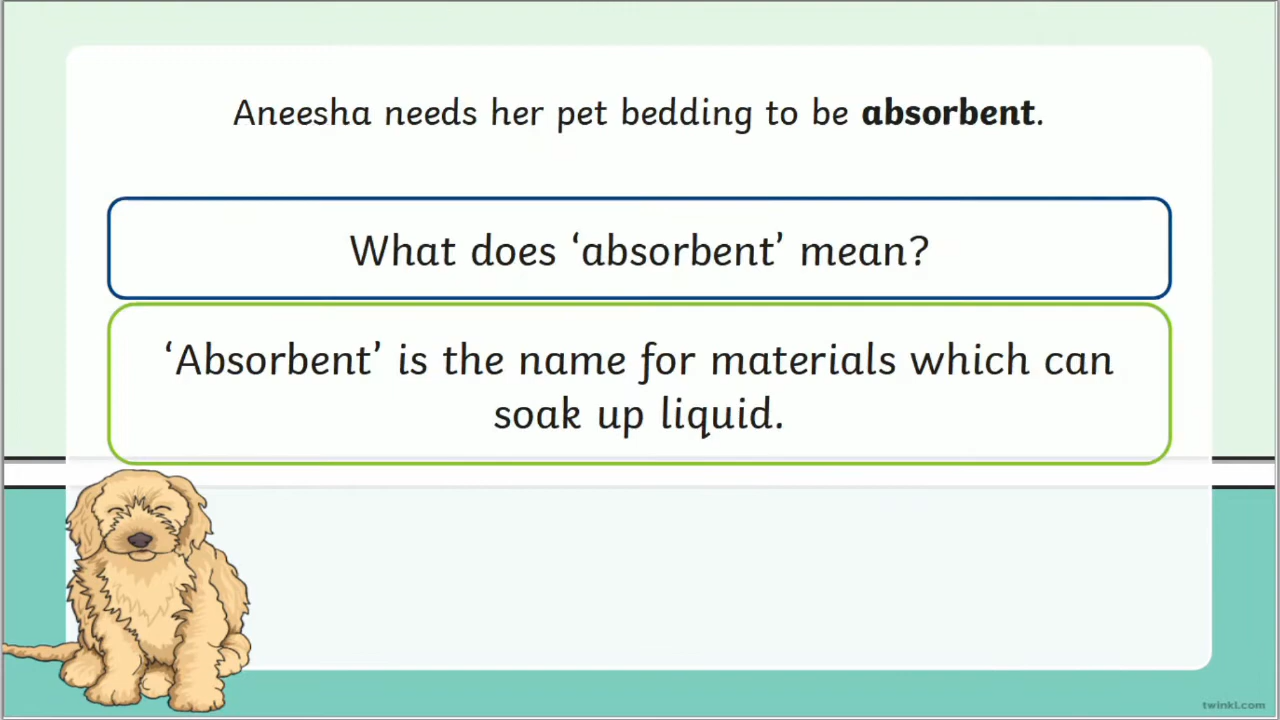 Aneesha needs her pet bedding to be absorbent.
What does ‘absorbent’ mean?
‘Absorbent’ is the name for materials which can
soak up liquid.
twinkl.com